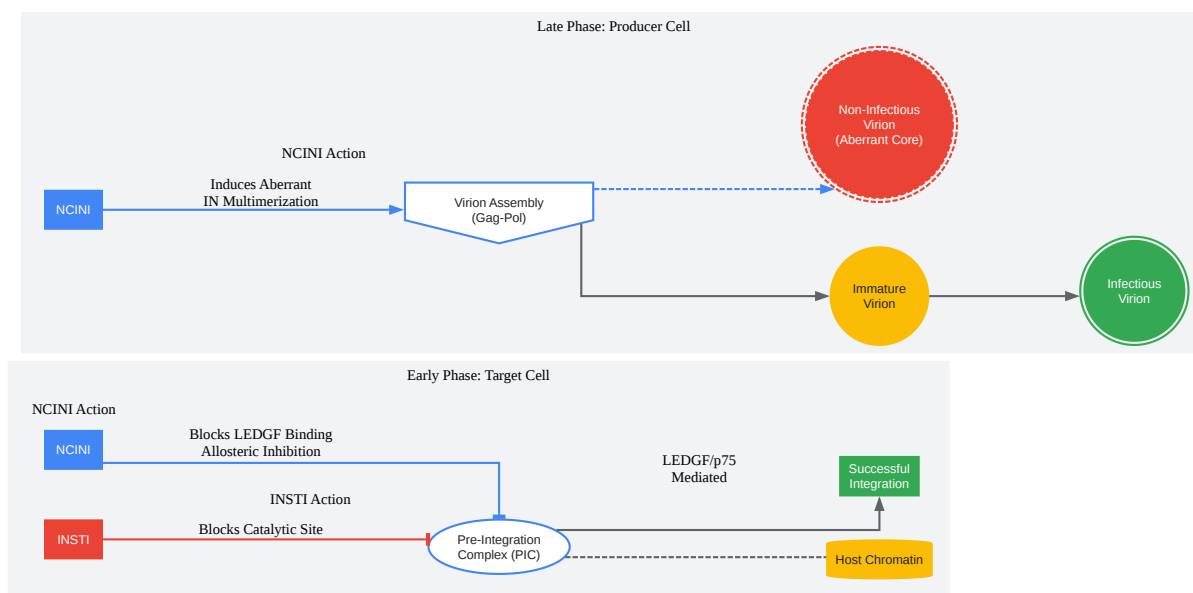 Late Phase: Producer Cell
Non-Infectious
Virion
(Aberrant Core)
NCINI Action
Induces Aberrant
IN Multimerization
NCINI
Virion Assembly
(Gag-Pol)
Immature
Virion
Infectious
Virion
Early Phase: Target Cell
NCINI Action
NCINI
Blocks LEDGF Binding
Allosteric Inhibition
LEDGF/p75
Mediated
Successful
Integration
INSTI Action
Blocks Catalytic Site
INSTI
Pre-Integration
Complex (PIC)
Host Chromatin